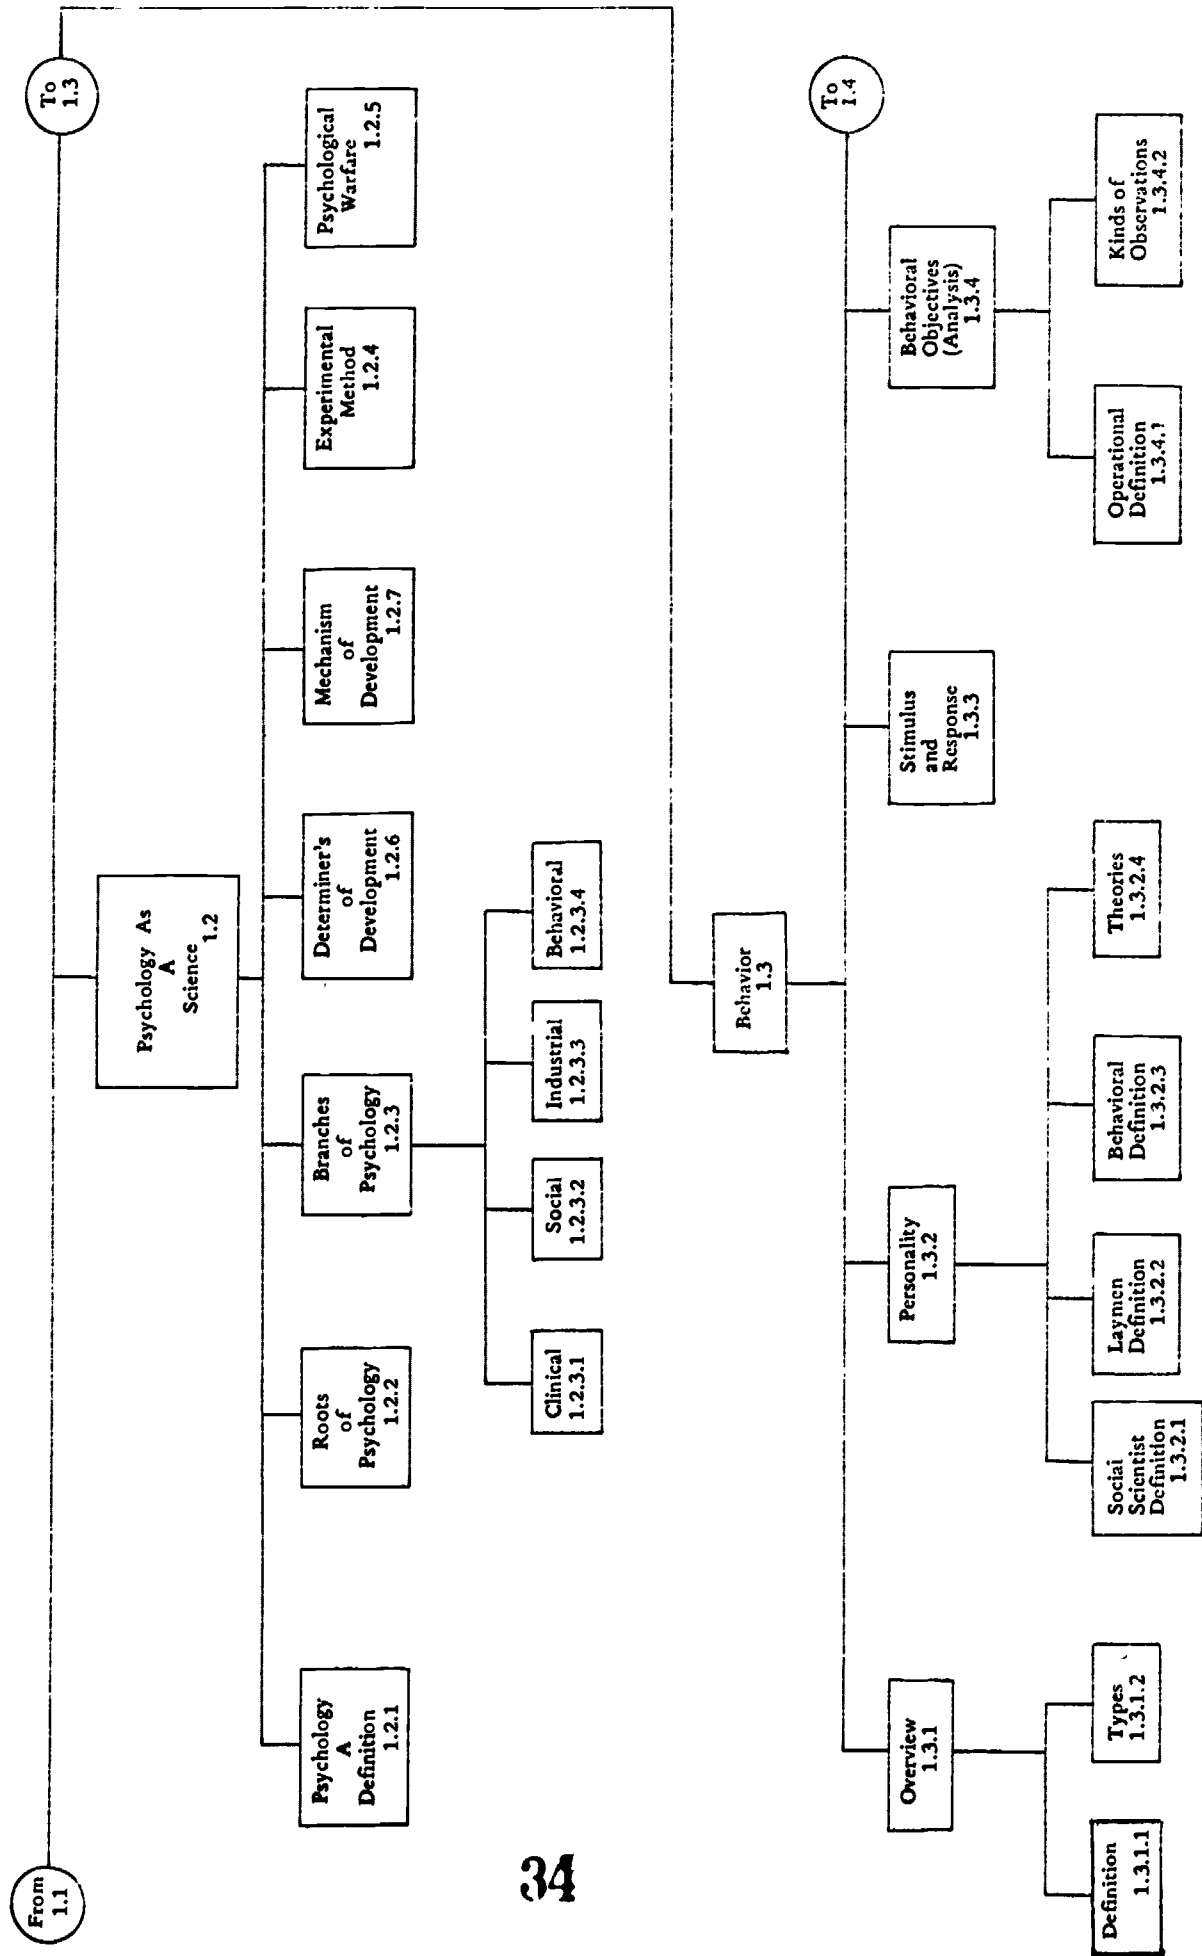 From
1.1
To
1.3
Psychology As
A
Science
1.2
Psychology
A
Definition
1.2.1
Roots
of
Psychology
1.2.2
Branches
of
Psychology
1.2.3
Determiner's
of
Development
1.2.6
Mechanism
of
Development
1.2.7
Experimental
Method
1.2.4
Psychological
Warfare
1.2.5
Clinical
1.2.3.1
Social
1.2.3.2
Industrial
1.2.3.3
Behavioral
1.2.3.4
Behavior
1.3
To
1.4
Overview
1.3.1
Personality
1.3.2
Stimulus
and
Response
1.3.3
Behavioral
Objectives
(Analysis)
1.3.4
Definition
1.3.1.1
Types
1.3.1.2
Social
Scientist
Definition
1.3.2.1
Laymen
Definition
1.3.2.2
Behavioral
Definition
1.3.2.3
Theories
1.3.2.4
Operational
Definition
1.3.4.1
Kinds of
Observations
1.3.4.2
34